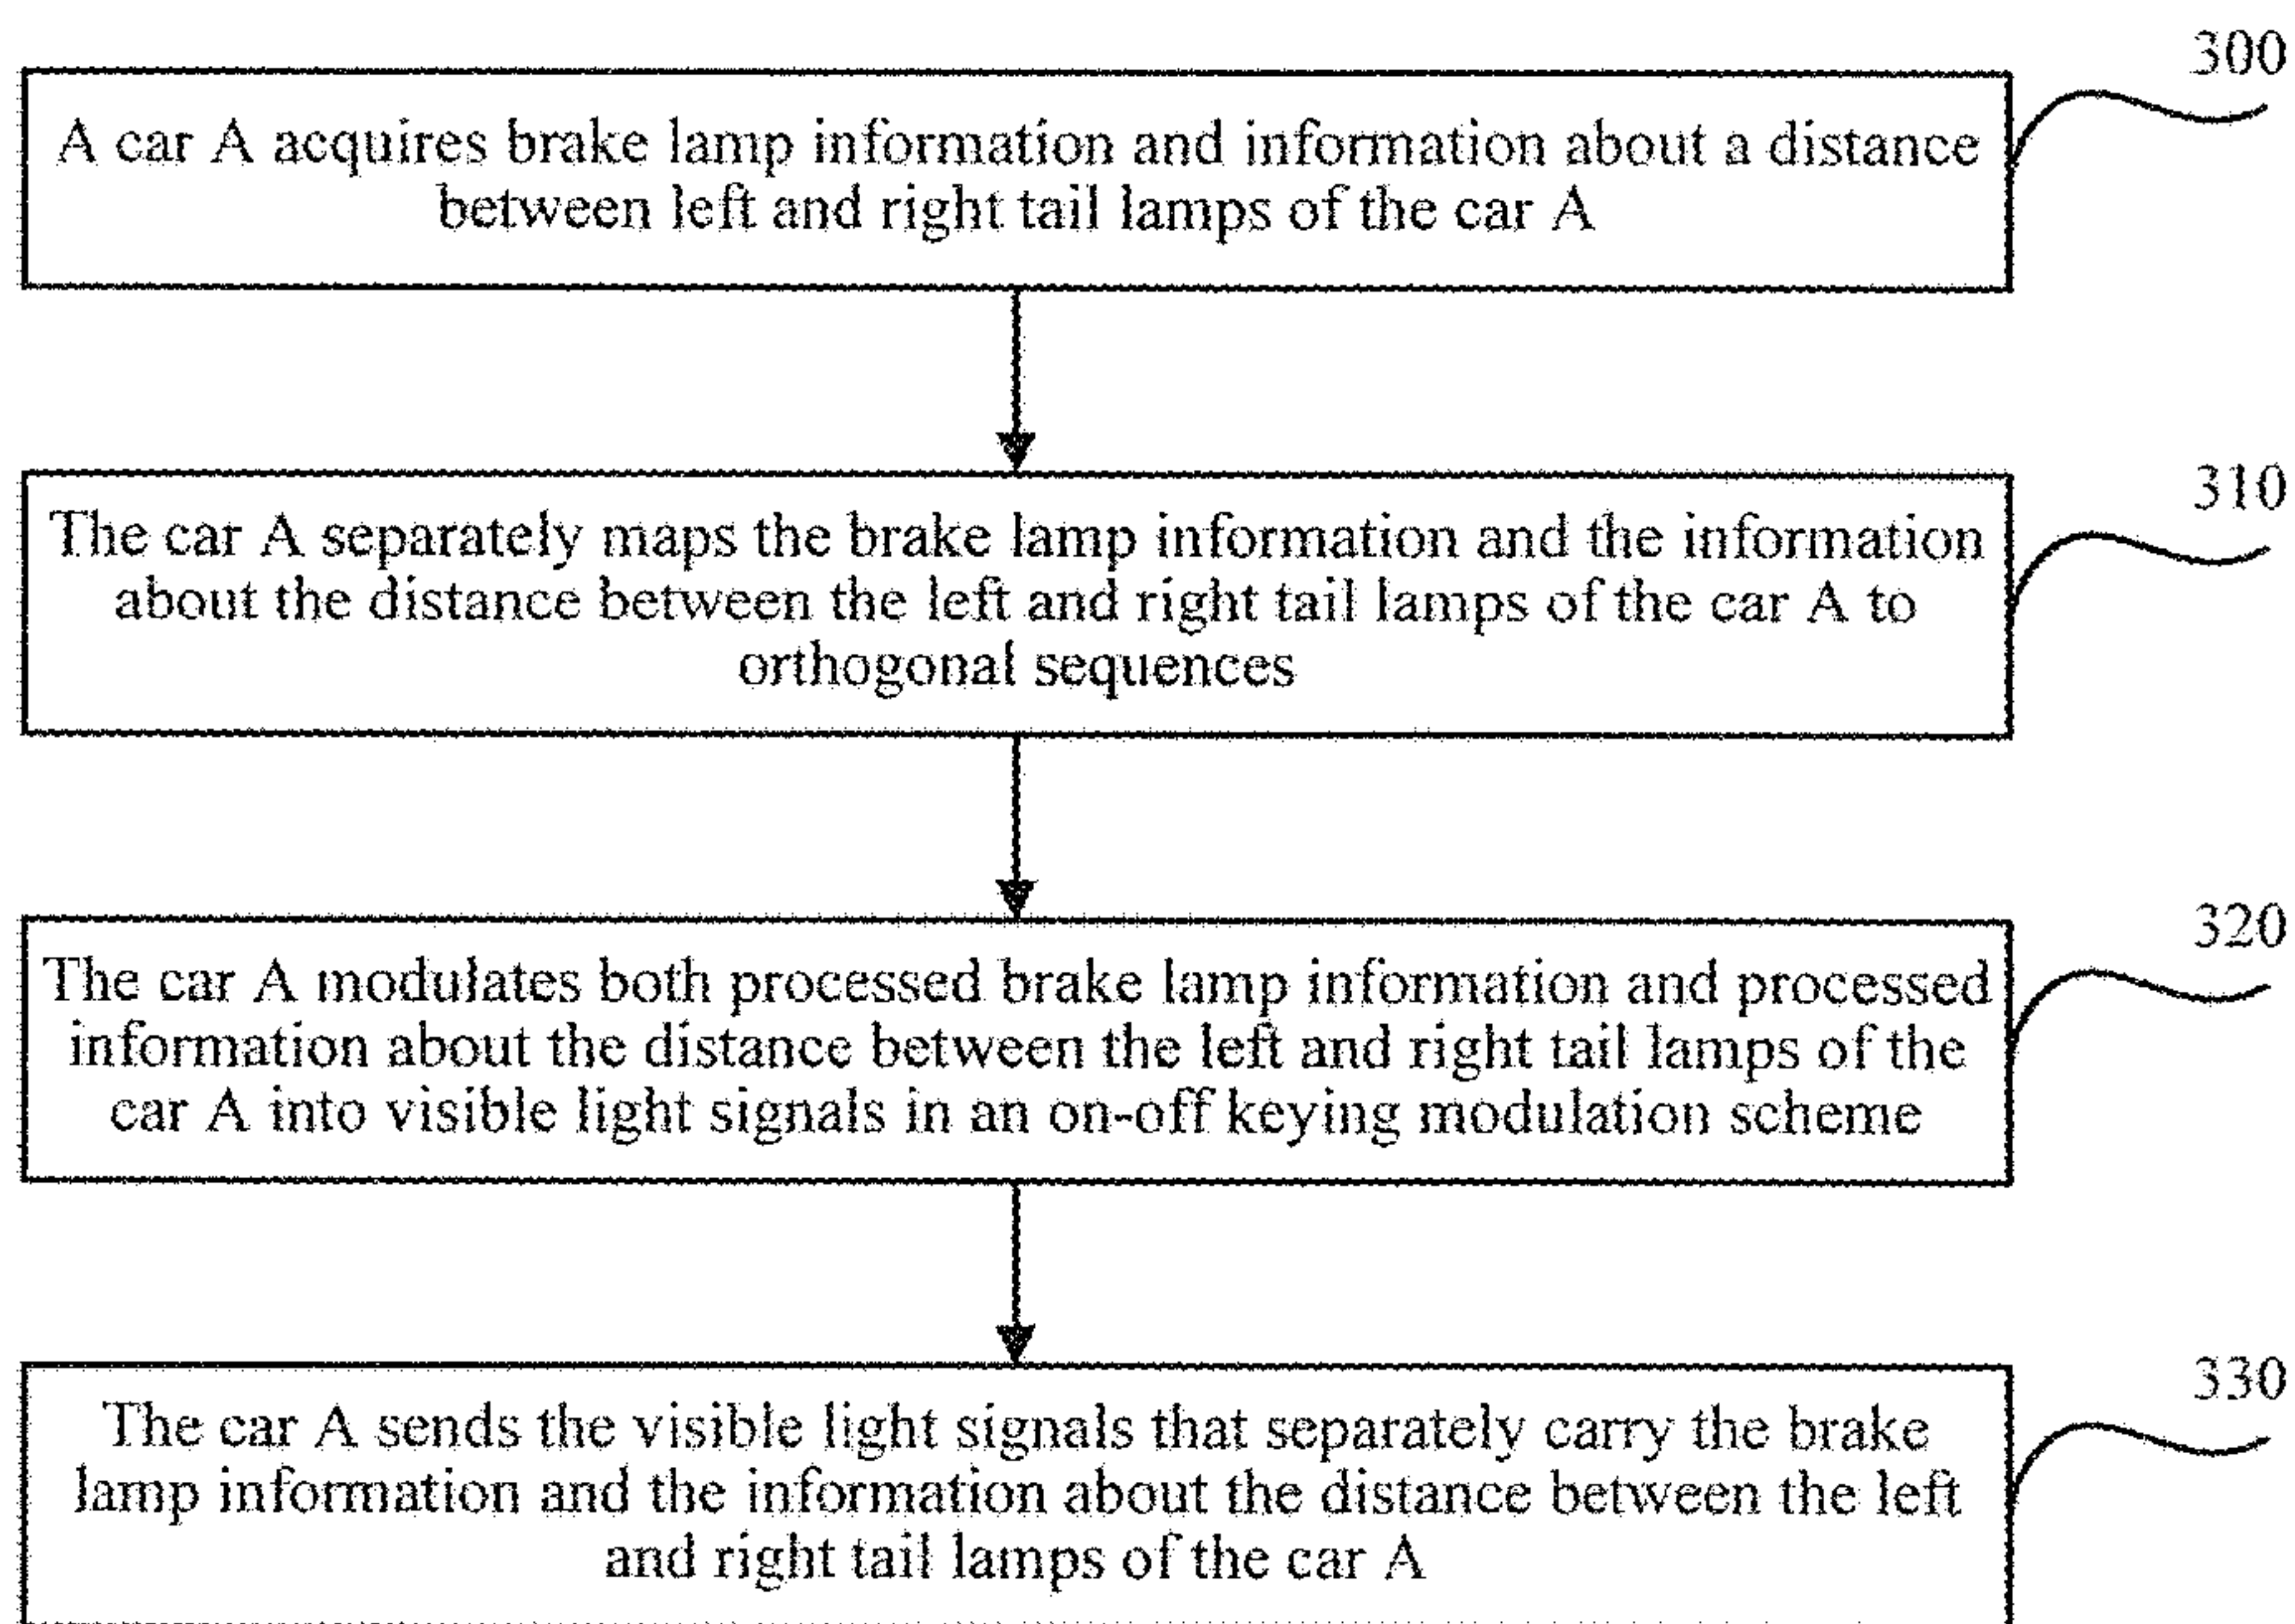 300
A car A acquires brake lamp information and information about a distance
between left and right tail lamps of the car A
310
The car A separately maps the brake lamp information and the information
about the distance between the left and right tail lamps of the car A to
orthogonal sequences
320
The car A modulates both processed brake lamp information and processed
information about the distance between the left and right tail lamps of the
car A into visible light signals in an on-off keying modulation scheme
330
The car A sends the visible light signals that separately carry the brake
lamp information and the information about the distance between the left
and right tail lamps of the car A